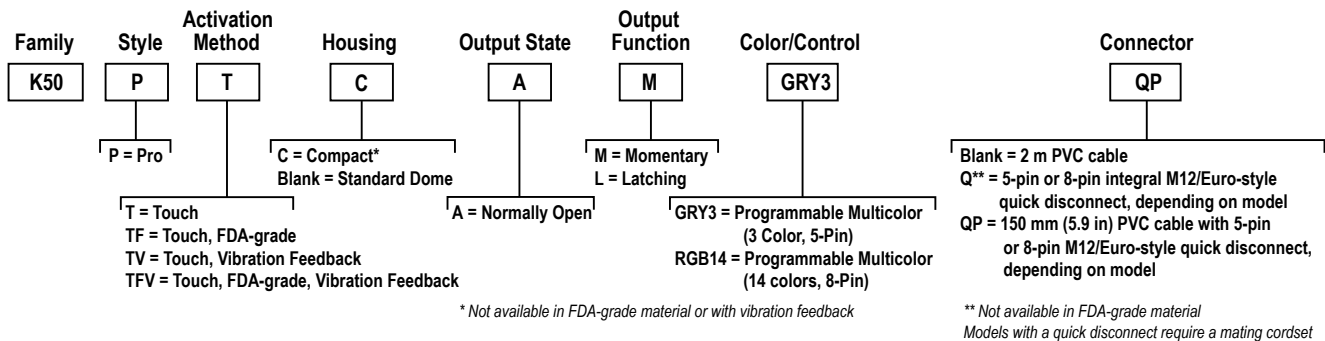 Family
Style
Activation
Method
Housing
Output State
Output
Function
Color/Control
Connector
K50
P
T
C
A
M
GRY3
QP
P = Pro
T = Touch
TF = Touch, FDA-grade
TV = Touch, Vibration Feedback
TFV = Touch, FDA-grade, Vibration Feedback
C = Compact*
Blank = Standard Dome
A = Normally Open
M = Momentary
L = Latching
GRY3 = Programmable Multicolor
(3 Color, 5-Pin)
RGB14 = Programmable Multicolor
(14 colors, 8-Pin)
Blank = 2 m PVC cable
Q** = 5-pin or 8-pin integral M12/Euro-style
quick disconnect, depending on model
QP = 150 mm (5.9 in) PVC cable with 5-pin
or 8-pin M12/Euro-style quick disconnect,
depending on model
* Not available in FDA-grade material or with vibration feedback
** Not available in FDA-grade material
Models with a quick disconnect require a mating cordset